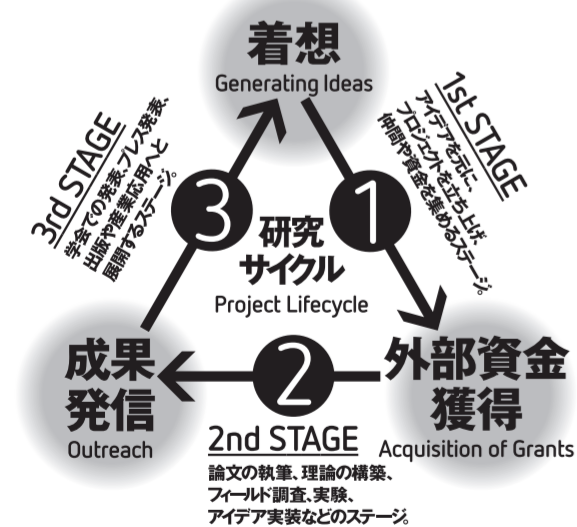 着想
Generating Ideas
1st STAGE
アイデアを元に、
プロジェクトを立ち上げ、
仲間や資金を集めるステージ。
3rd STAGE
学会での発表、プレス発表、
出版や産業応用へと
展開するステージ。
3
1
研究
サイクル
Project Lifecycle
成果
発信
Outreach
2
外部資金
獲得
Acquisition of Grants
2nd STAGE
論文の執筆、理論の構築、
フィールド調査、実験、
アイデア実装などのステージ。